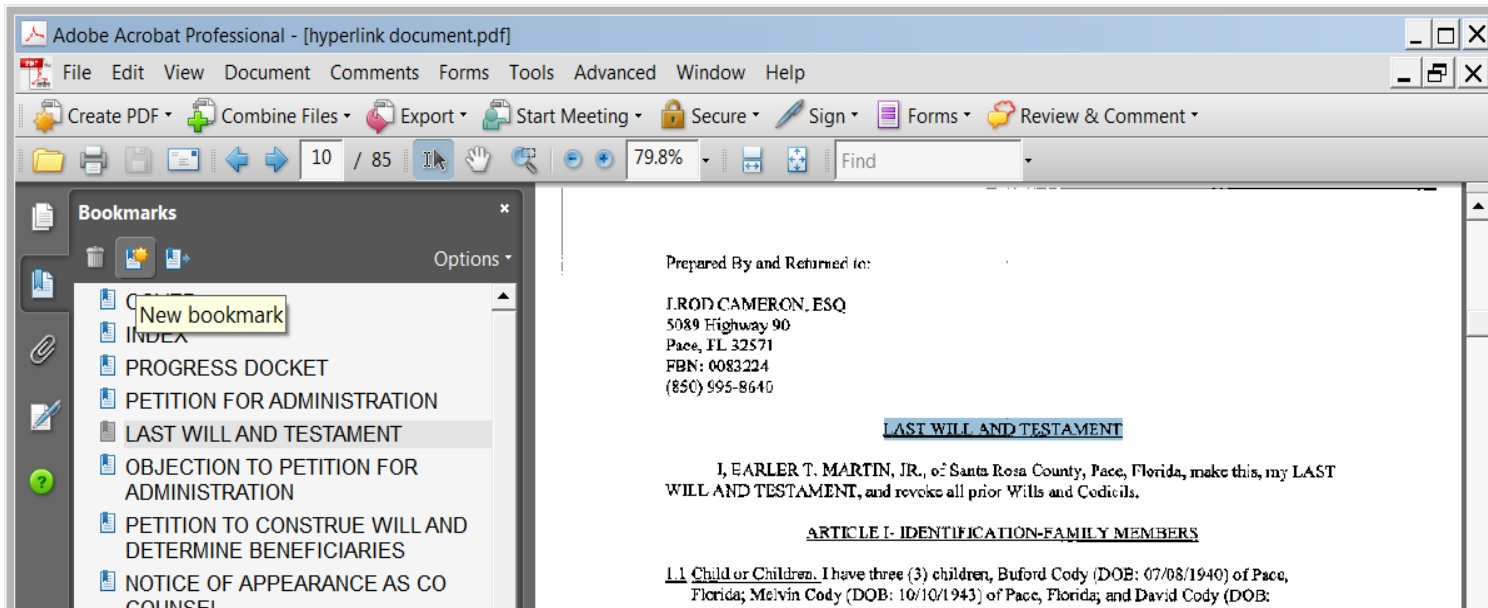 Adobe Acrobat Professional - [hyperlink document.pdf]
File Edit View Document Comments Forms Tools Advanced Window Help
Create PDF Combine Files Export Start Meeting Secure Sign Forms Review & Comment
10 / 85 79.8% Find
Bookmarks
Options
New bookmark
INDEX
PROGRESS DOCKET
PETITION FOR ADMINISTRATION
LAST WILL AND TESTAMENT
OBJECTION TO PETITION FOR
ADMINISTRATION
PETITION TO CONSTRUE WILL AND
DETERMINE BENEFICIARIES
NOTICE OF APPEARANCE AS CO
COUNSEL
Prepared By and Returned to:
J.ROD CAMERON, ESQ
5089 Highway 90
Pace, FL 32571
FBN: 0083224
(850) 995-8640
LAST WILL AND TESTAMENT
I, EARLER T. MARTIN, JR., of Santa Rosa County, Pace, Florida, make this, my LAST
WILL AND TESTAMENT, and revoke all prior Wills and Codicils.
ARTICLE I- IDENTIFICATION-FAMILY MEMBERS
1.1 Child or Children. I have three (3) children, Buford Cody (DOB: 07/08/1940) of Pace,
Florida; Melvin Cody (DOB: 10/10/1943) of Pace, Florida; and David Cody (DOB: